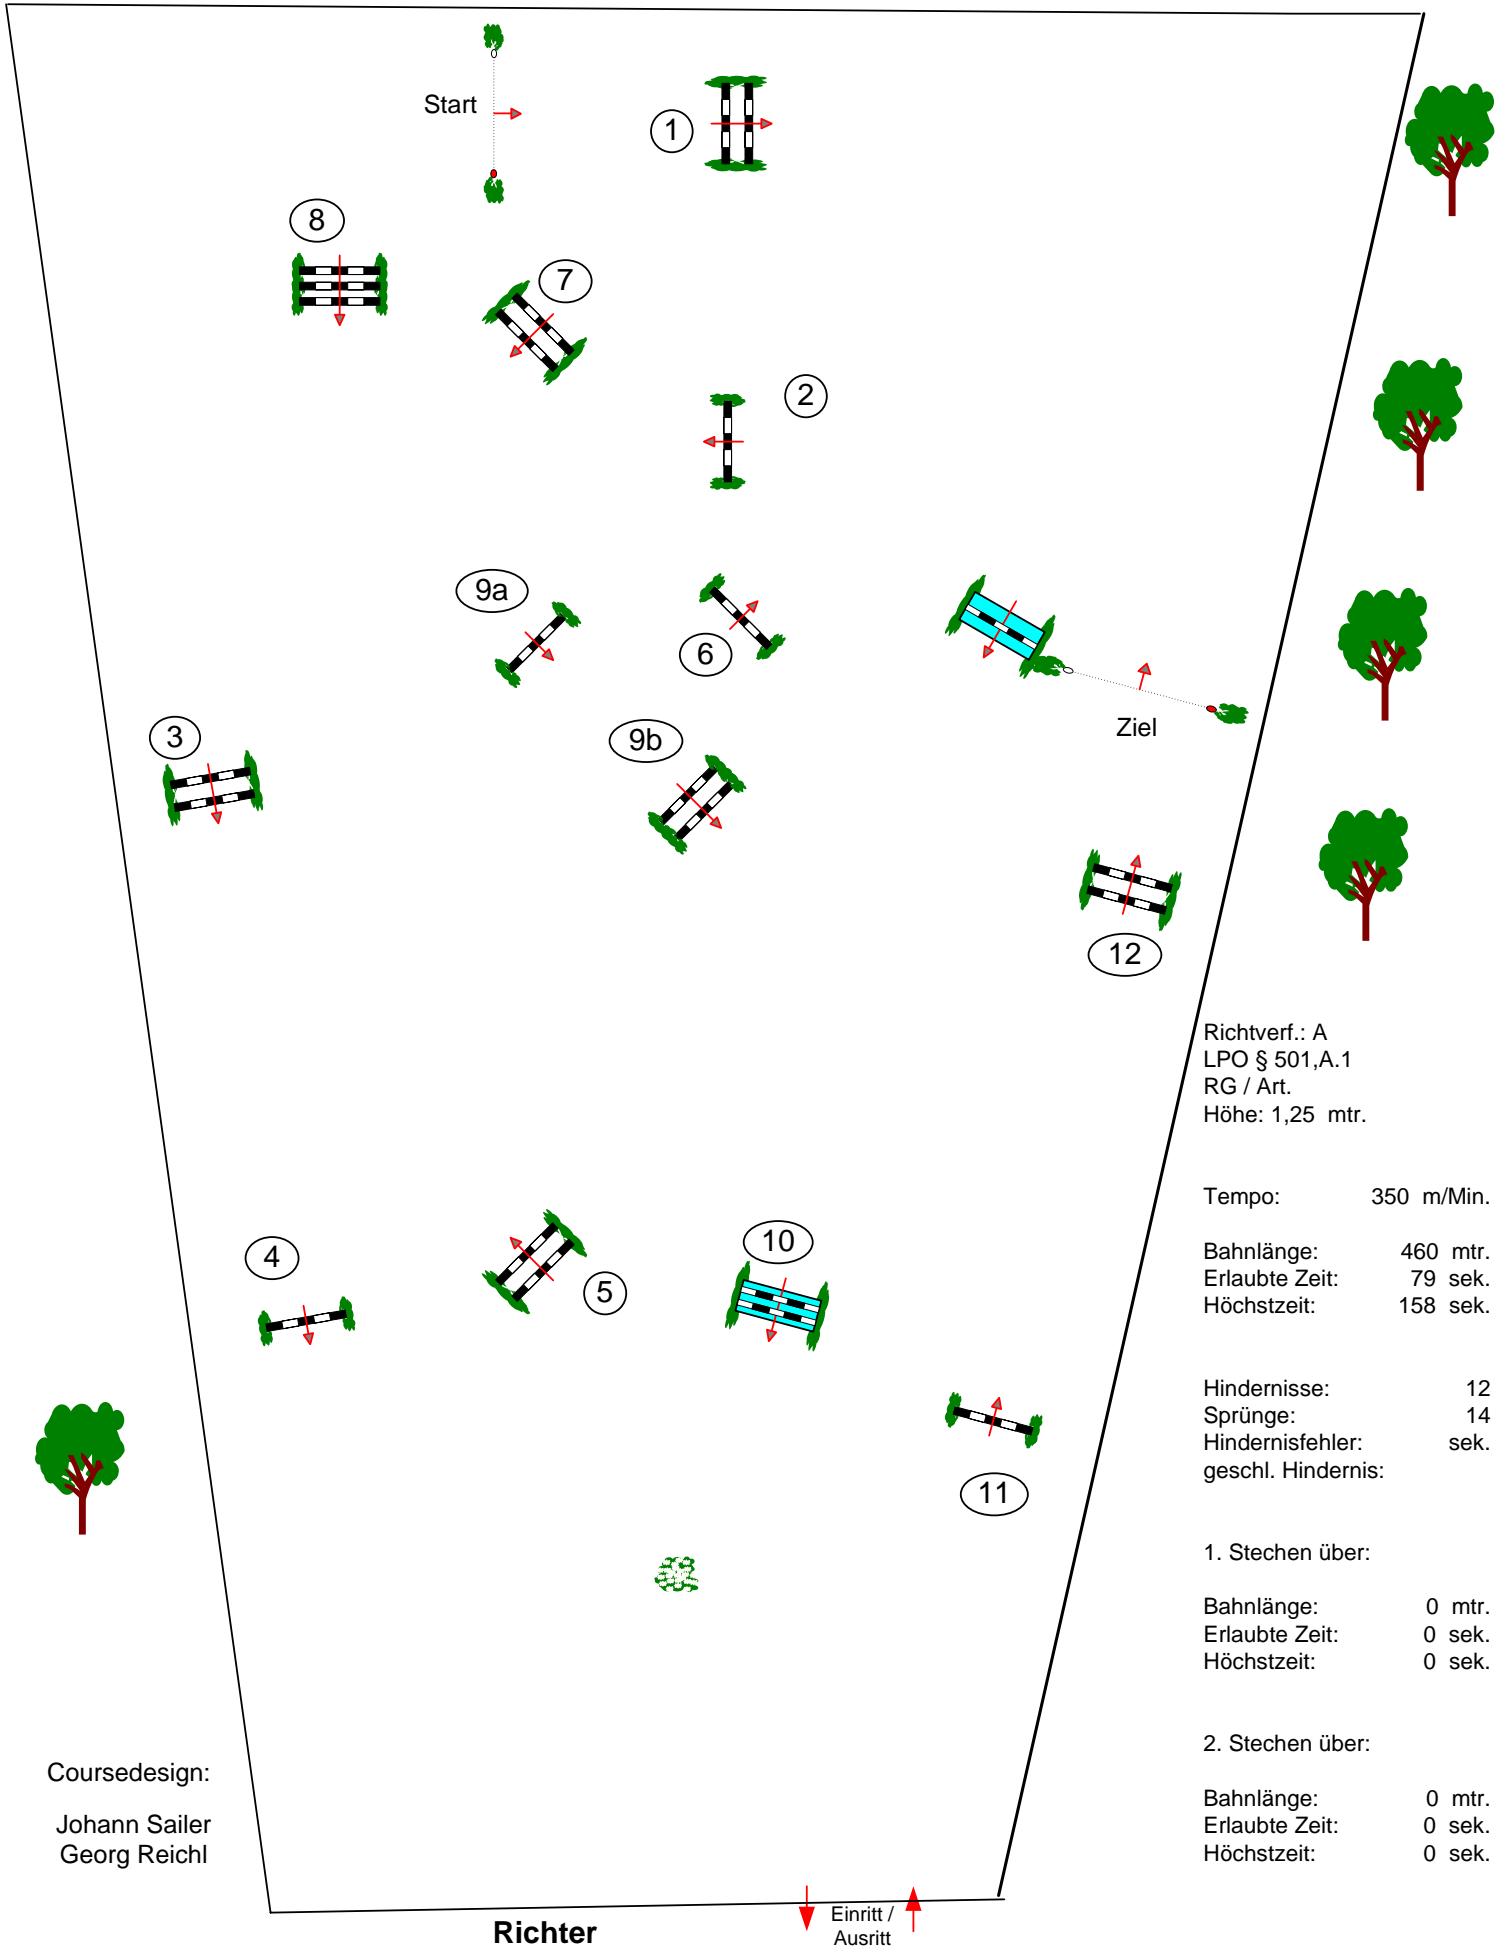 Start
1
8
7
2
9a
6
3
9b
Ziel
12
4
5
10
11
Richtverf.: A
LPO § 501,A.1
RG / Art.
Höhe: 1,25 mtr.
Tempo: 350 m/Min.
Bahnlänge: 460 mtr.
Erlaubte Zeit: 79 sek.
Höchstzeit: 158 sek.
Hindernisse: 12
Sprünge: 14
Hindernisfehler: sek.
geschl. Hindernis:
1. Stechen über:
Bahnlänge: 0 mtr.
Erlaubte Zeit: 0 sek.
Höchstzeit: 0 sek.
2. Stechen über:
Bahnlänge: 0 mtr.
Erlaubte Zeit: 0 sek.
Höchstzeit: 0 sek.
Coursedesign:
Johann Sailer
Georg Reichl
Richter
Einritt /
Ausritt